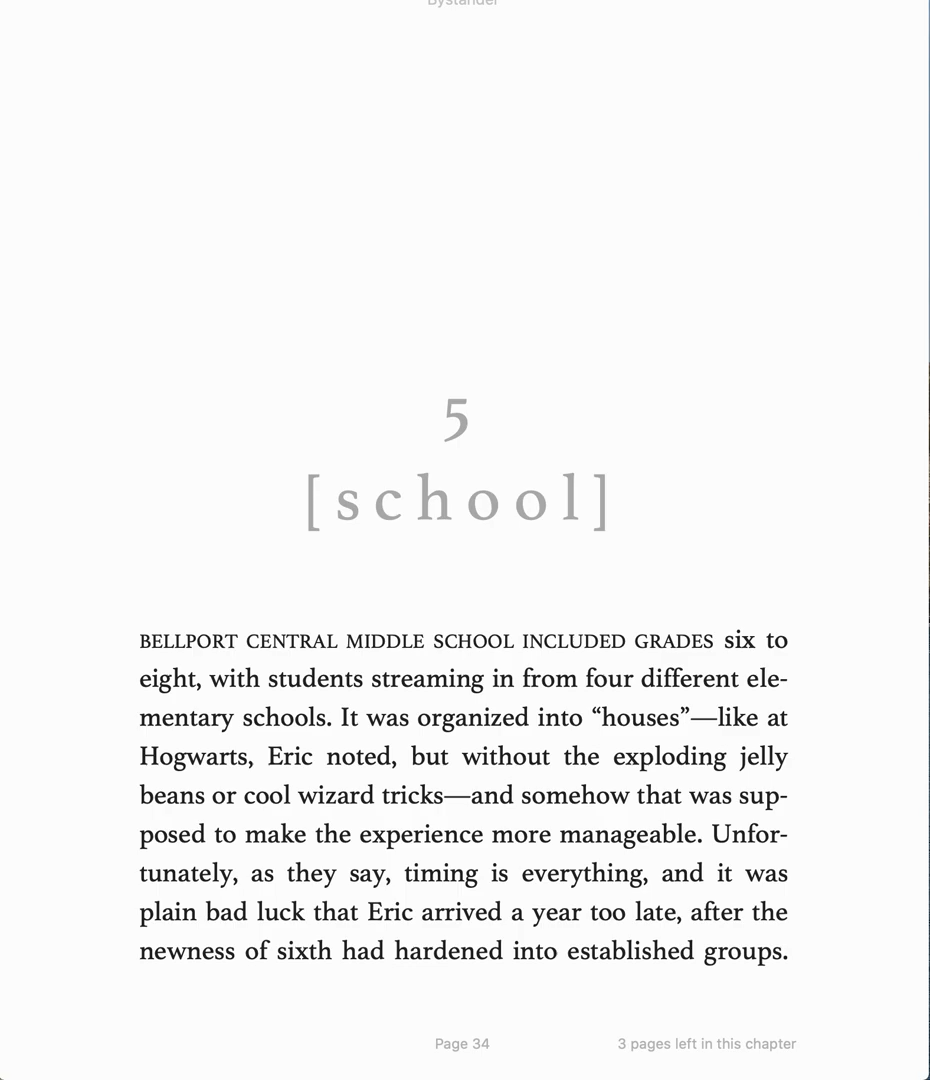 Bystander
5
[school]
BELLPORT CENTRAL MIDDLE SCHOOL INCLUDED GRADES six to
eight, with students streaming in from four different ele-
mentary schools. It was organized into “houses”—like at
Hogwarts, Eric noted, but without the exploding jelly
beans or cool wizard tricks—and somehow that was sup-
posed to make the experience more manageable. Unfor-
tunately, as they say, timing is everything, and it was
plain bad luck that Eric arrived a year too late, after the
newness of sixth had hardened into established groups.
Page 34
3 pages left in this chapter